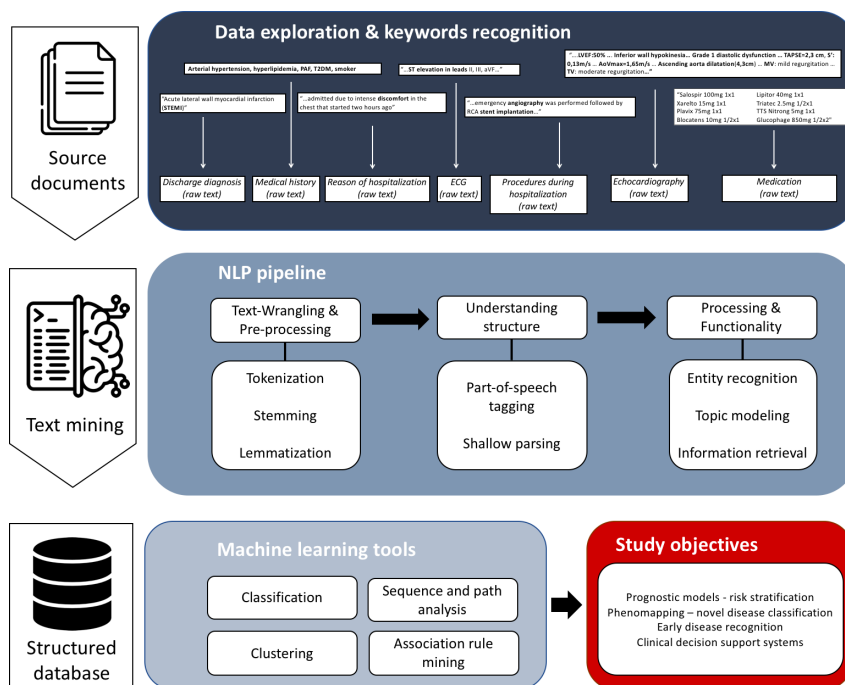 Data exploration & keywords recognition
Source
documents
Arterial hypertension, hyperlipidemia, PAF, T2DM, smoker
"...ST elevation in leads II, III, aVF..."
"...LVEF:50% ... Inferior wall hypokinesia... Grade 1 diastolic dysfunction ... TAPSE=2,3 cm, S':
0,13m/s .. AoVmax=1,65m/s .. Ascending aorta dilatation(4,3cm) .. MV: mild regurgitation ...
TV: moderate regurgitation..."
"Acute lateral wall myocardial infarction
(STEMI)"
"...admitted due to intense discomfort in the
chest that started two hours ago"
"...emergency angiography was performed followed by
RCA stent implantation..."
"Salospir 100mg 1x1 Lipitor 40mg 1x1
Xarelto 15mg 1x1 Triatec 2.5mg 1/2x1
Plavix 75mg 1x1 TTS Nitrong 5mg 1x1
Blocatens 10mg 1/2x1 Glucophage 850mg 1/2x2"
Discharge diagnosis
(raw text)
Medical history
(raw text)
Reason of hospitalization
(raw text)
ECG
(raw text)
Procedures during
hospitalization
(raw text)
Echocardiography
(raw text)
Medication
(raw text)
NLP pipeline
Text mining
Text-Wrangling &
Pre-processing
Understanding
structure
Processing &
Functionality
Tokenization
Stemming
Lemmatization
Part-of-speech
tagging
Shallow parsing
Entity recognition
Topic modeling
Information retrieval
Structured
database
Machine learning tools
Classification
Sequence and path
analysis
Clustering
Association rule
mining
Study objectives
Prognostic models - risk stratification
Phenomapping – novel disease classification
Early disease recognition
Clinical decision support systems